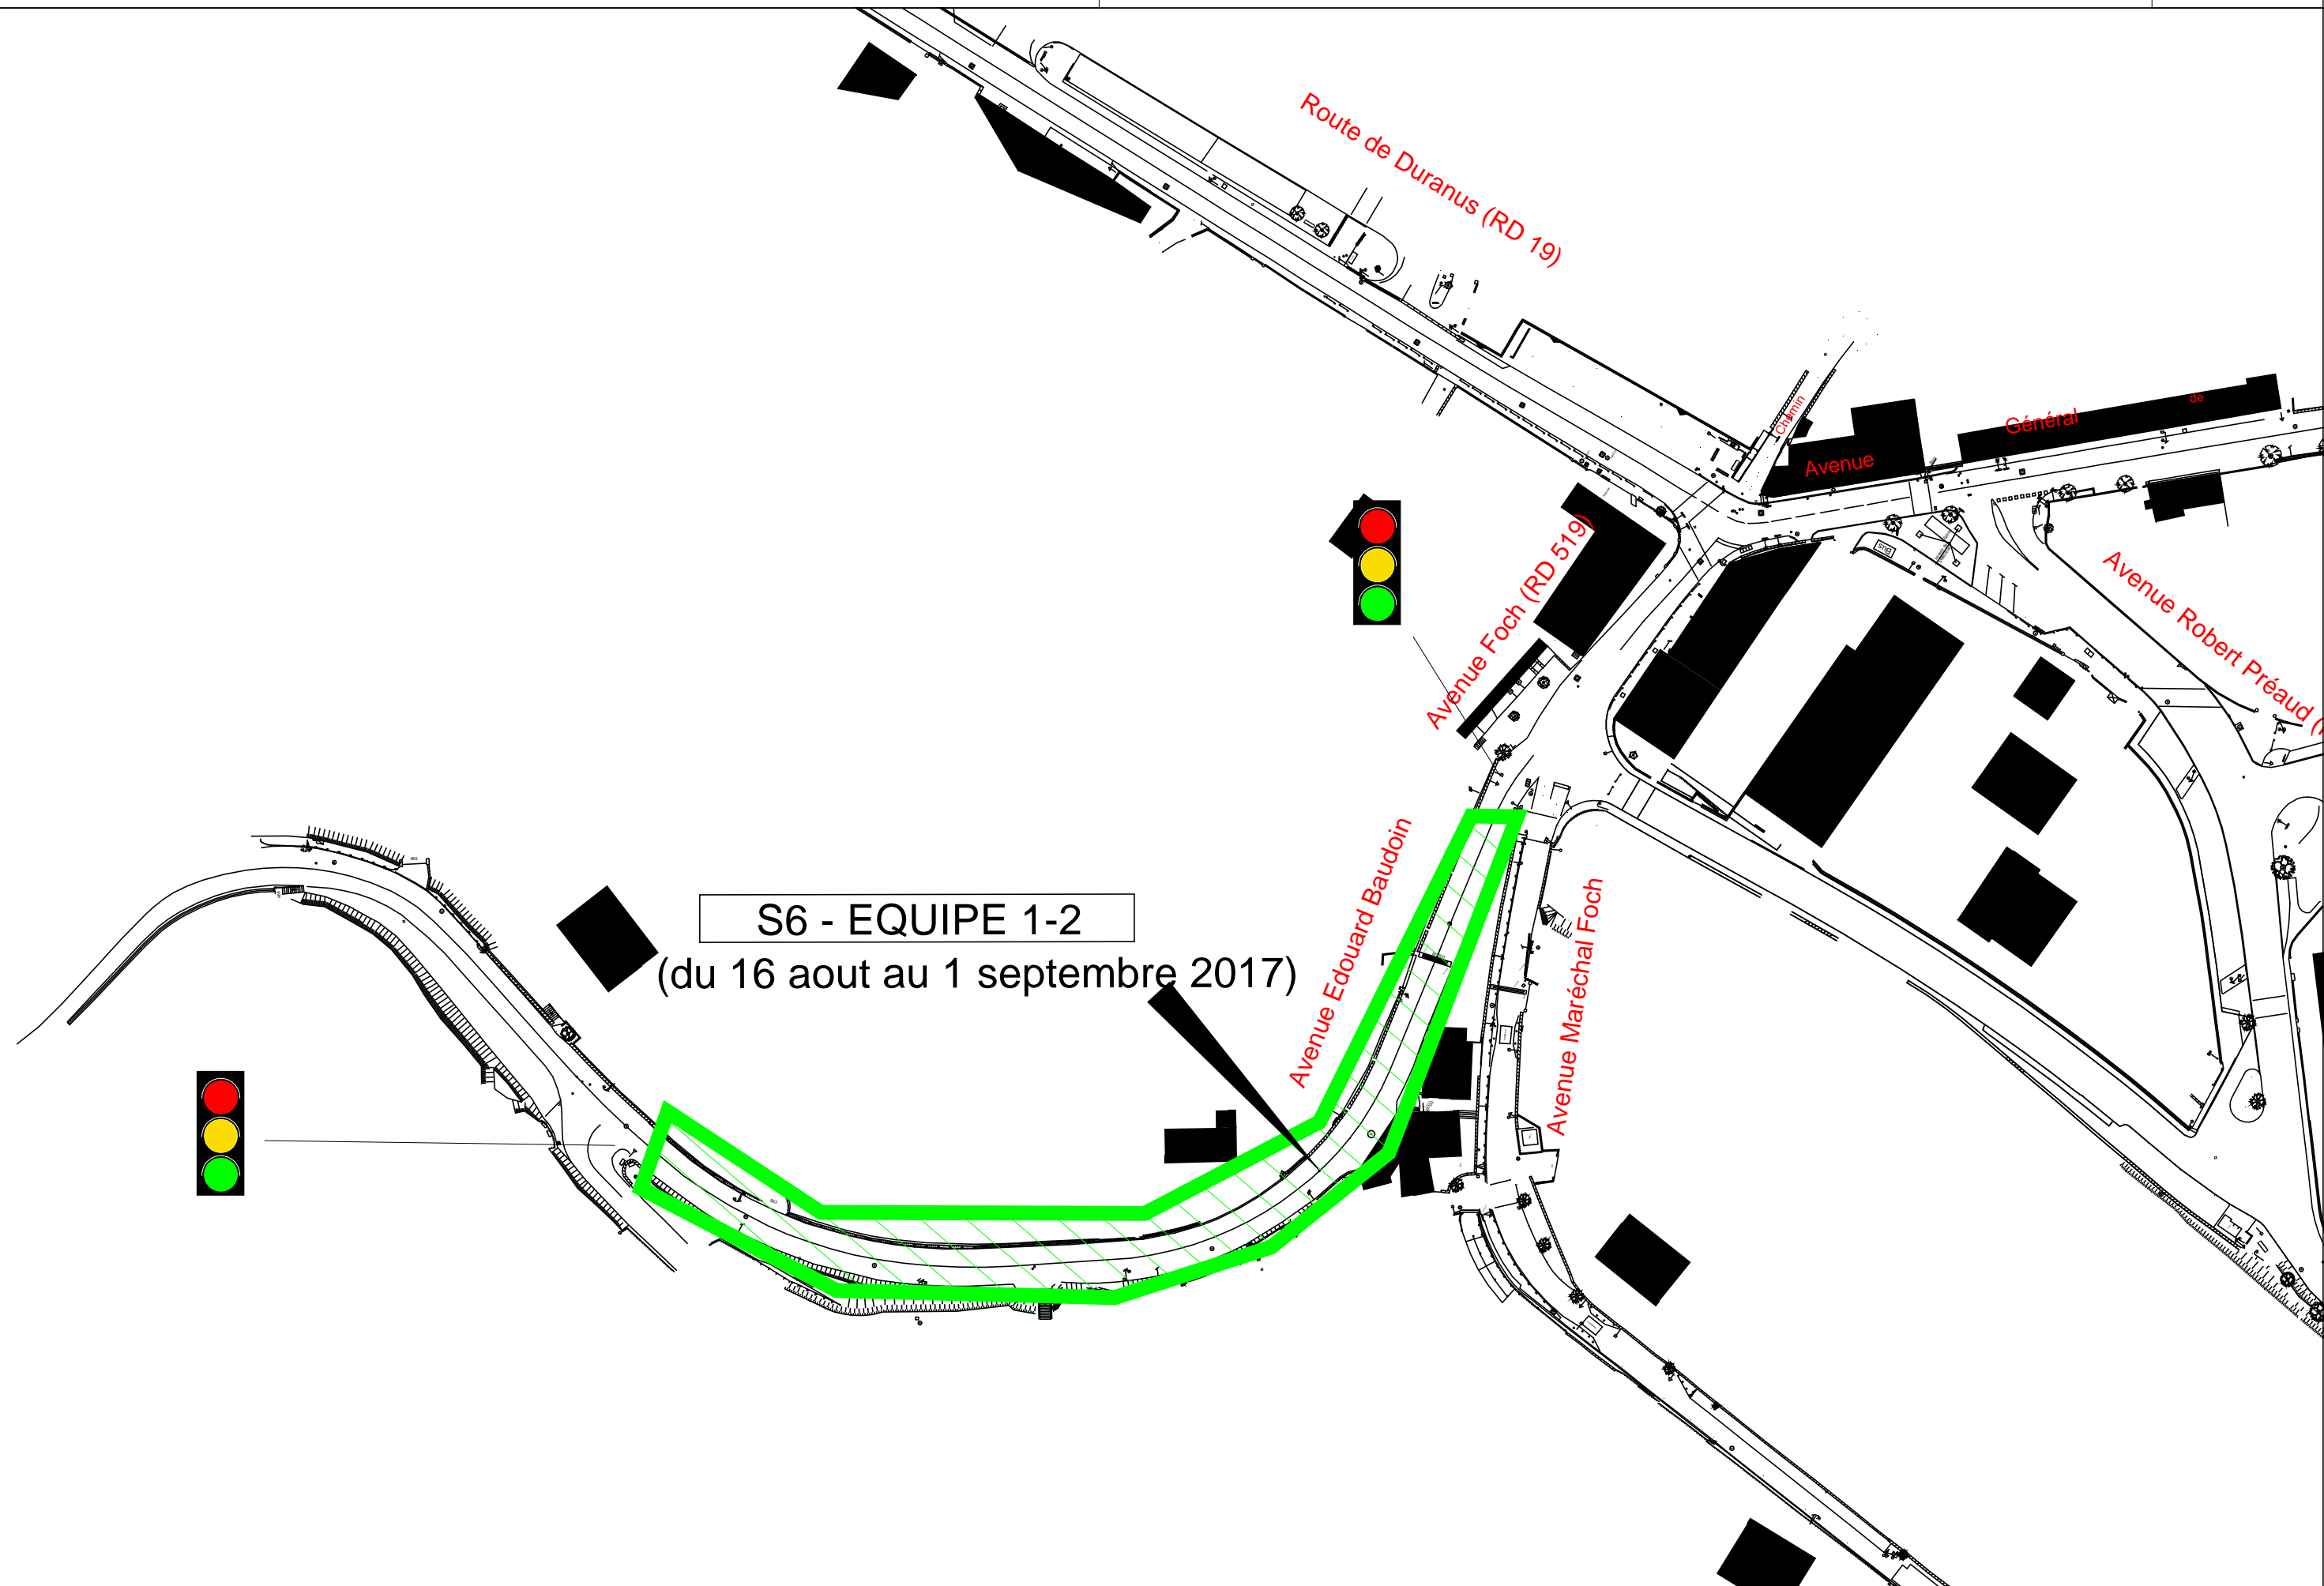 Route de Duranus (RD 19)
Chemin
Avenue
Général
de
Avenue Foch (RD 519)
Avenue Robert Préaud (
BUS
Avenue Edouard Baudoin
Avenue Maréchal Foch
S6 - EQUIPE 1-2
(du 16 aout au 1 septembre 2017)